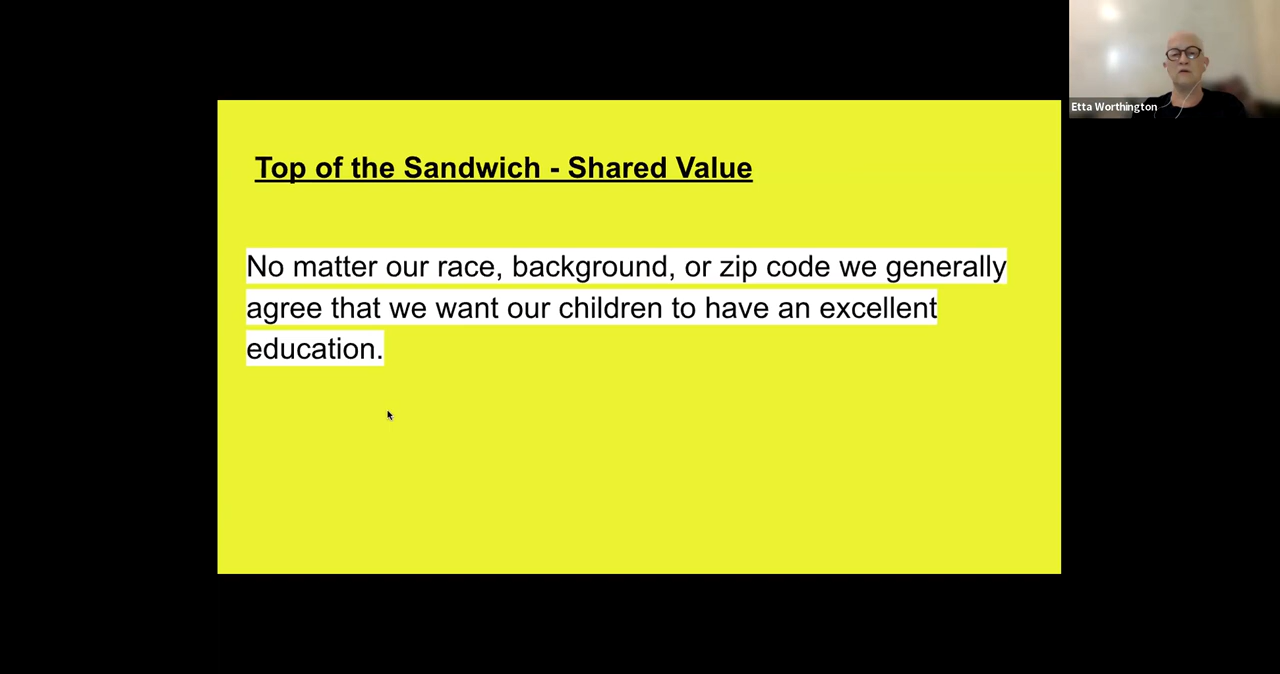 Etta Worthington
Top of the Sandwich - Shared Value
No matter our race, background, or zip code we generally
agree that we want our children to have an excellent
education.